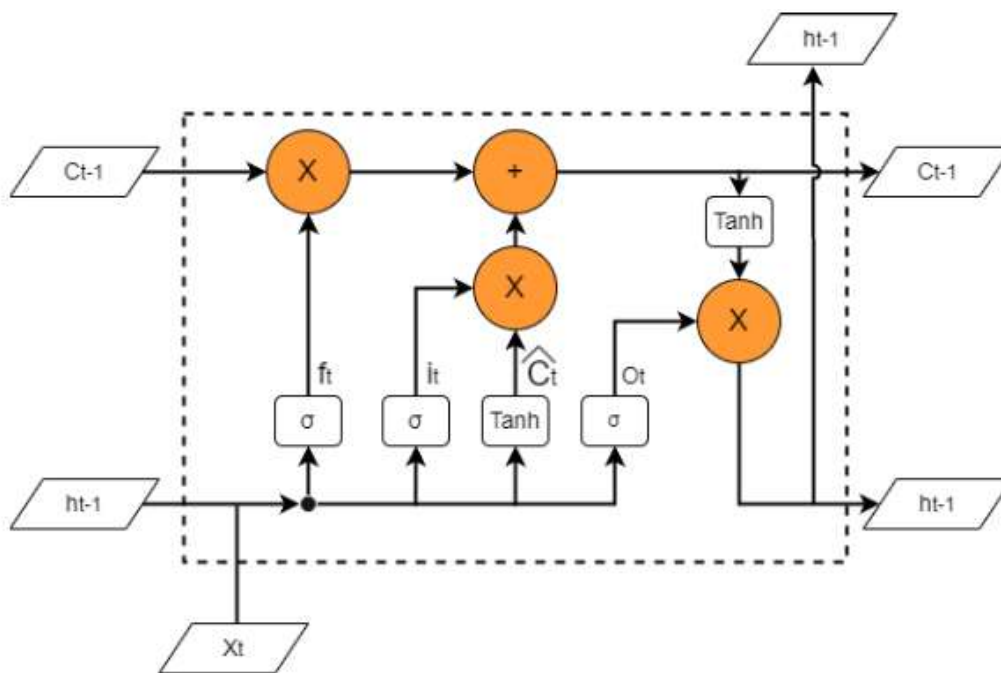 ht-1
Ct-1
X
+
Ct-1
Tanh
X
X
ft
it
Ĉt
Ot
σ
σ
Tanh
σ
ht-1
ht-1
Xt